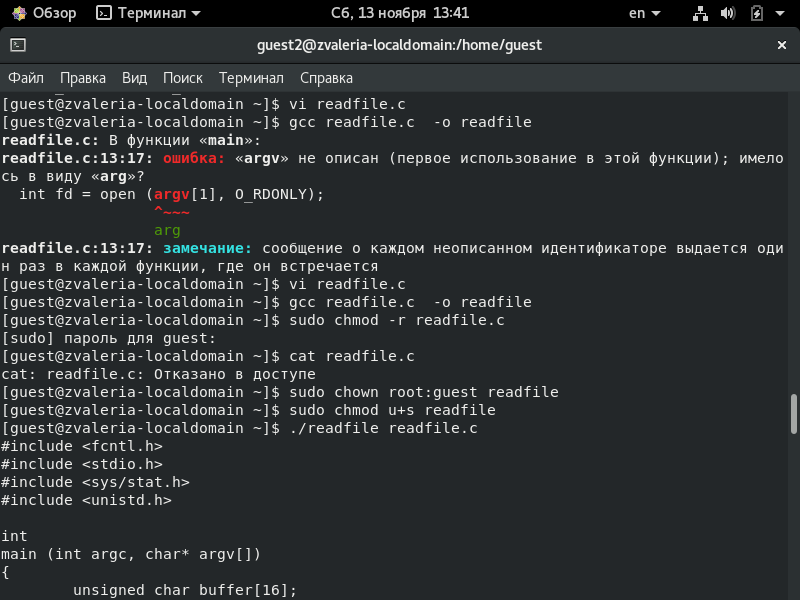 Обзор Терминал Сб, 13 ноября 13:41 en
guest2@zvaleria-localdomain:/home/guest ×
Файл Правка Вид Поиск Терминал Справка
[guest@zvaleria-localdomain ~]$ vi readfile.c
[guest@zvaleria-localdomain ~]$ gcc readfile.c  -o readfile
readfile.c: В функции «main»:
readfile.c:13:17: ошибка: «argv» не описан (первое использование в этой функции); имело
сь в виду «arg»?
  int fd = open (argv[1], O_RDONLY);
                 ^~~~
                 arg
readfile.c:13:17: замечание: сообщение о каждом неописанном идентификаторе выдается оди
н раз в каждой функции, где он встречается
[guest@zvaleria-localdomain ~]$ vi readfile.c
[guest@zvaleria-localdomain ~]$ gcc readfile.c  -o readfile
[guest@zvaleria-localdomain ~]$ sudo chmod -r readfile.c
[sudo] пароль для guest:
[guest@zvaleria-localdomain ~]$ cat readfile.c
cat: readfile.c: Отказано в доступе
[guest@zvaleria-localdomain ~]$ sudo chown root:guest readfile
[guest@zvaleria-localdomain ~]$ sudo chmod u+s readfile
[guest@zvaleria-localdomain ~]$ ./readfile readfile.c
#include <fcntl.h>
#include <stdio.h>
#include <sys/stat.h>
#include <unistd.h>

int
main (int argc, char* argv[])
{
        unsigned char buffer[16];